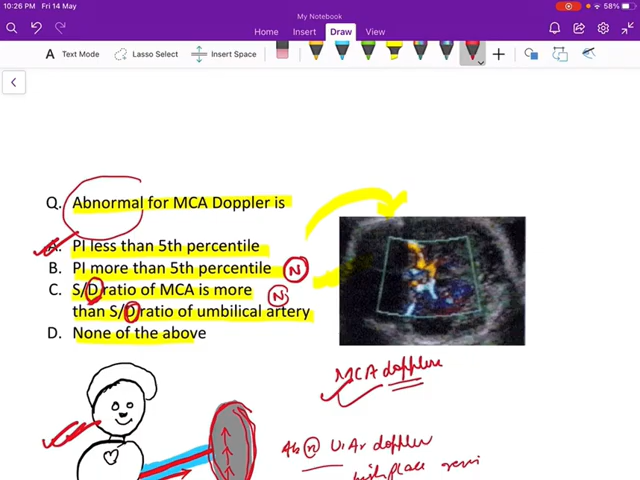 10:26 PM Fri 14 May
58%
My Notebook
Home Insert Draw View
A Text Mode Lasso Select Insert Space
Q. Abnormal for MCA Doppler is
A. PI less than 5th percentile
B. PI more than 5th percentile N
C. S/D ratio of MCA is more N
than S/D ratio of umbilical artery
D. None of the above
MCA doppler
Ab n U. Ar doppler